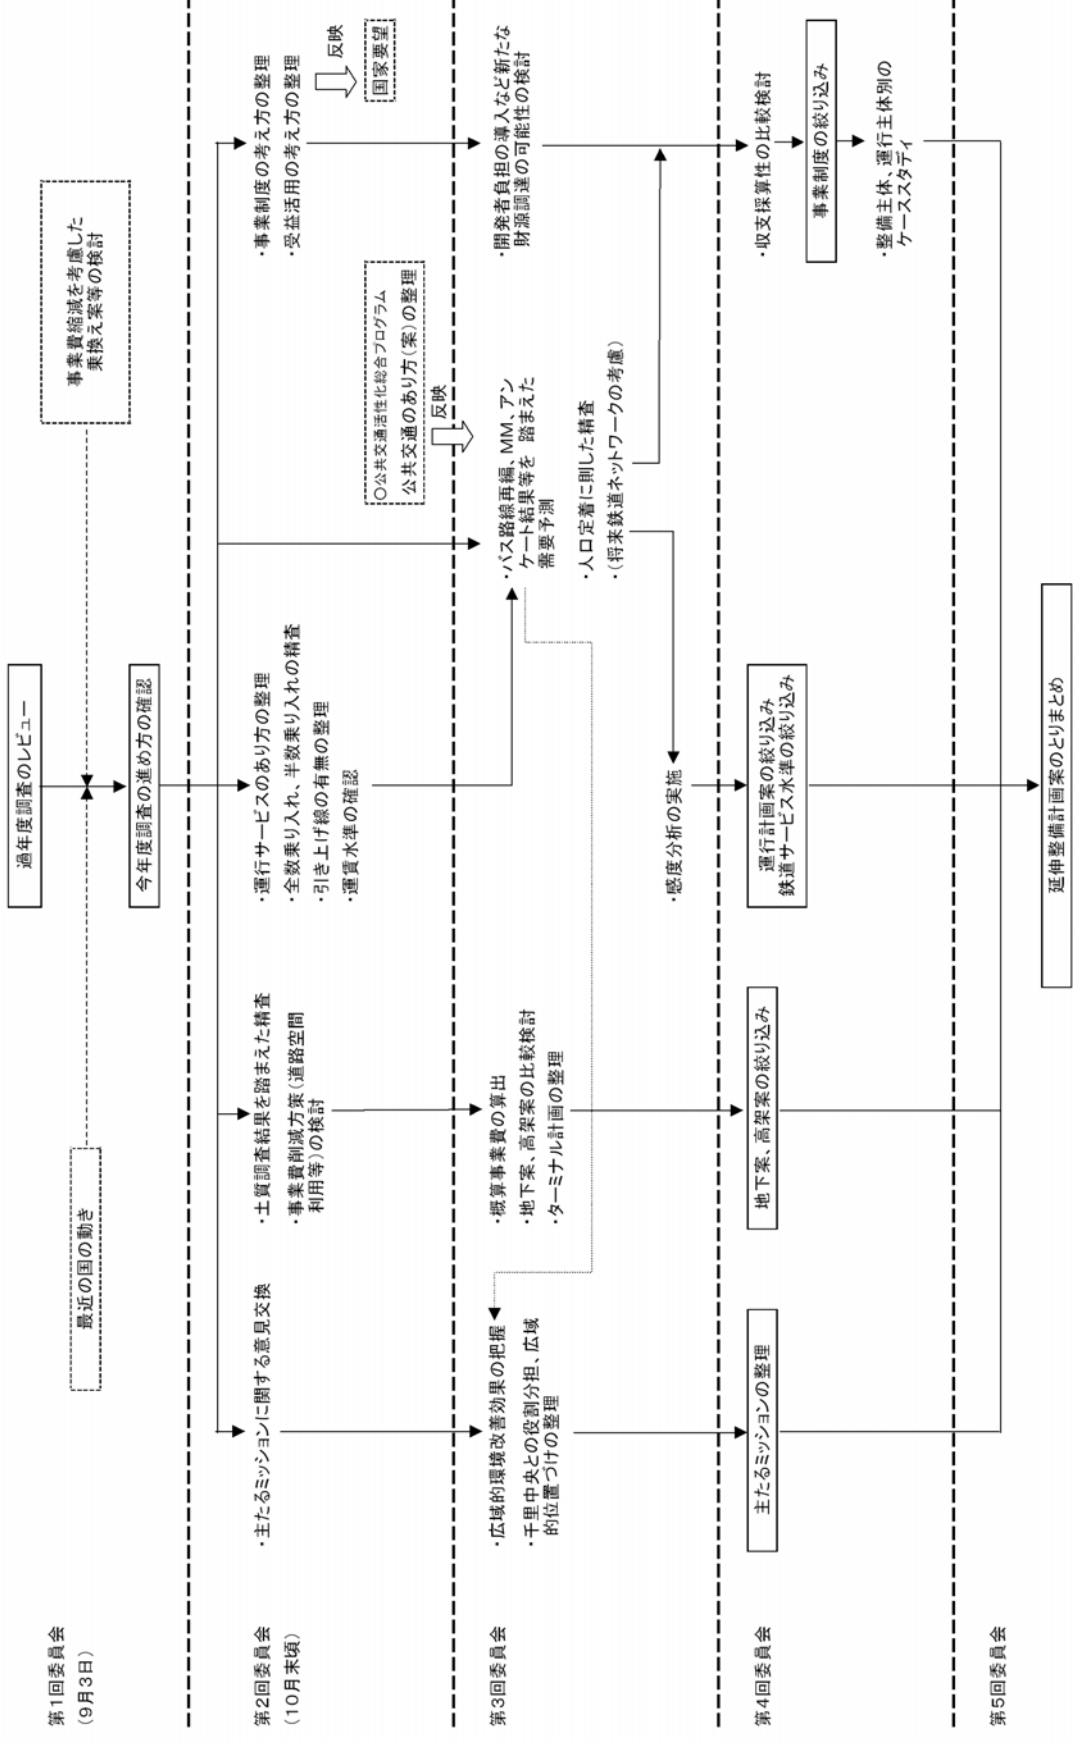 第1回委員会
(9月3日)
過年度調査のレビュー
最近の国の動き
事業費縮減を考慮した
乗換え案等の検討
今年度調査の進め方の確認
第2回委員会
(10月末頃)
・主たるミッションに関する意見交換
・土質調査結果を踏まえた精査
・事業費削減方策(道路空間
利用等)の検討
・運行サービスのあり方の整理
・全数乗り入れ、半数乗り入れの精査
・引き上げ線の有無の整理
・運賃水準の確認
〇公共交通活性化総合プログラム
公共交通のあり方(案)の整理
反映
・事業制度の考え方の整理
・受益活用の考え方の整理
反映
国家要望
第3回委員会
・広域的環境改善効果の把握
・千里中央との役割分担、広域
的位置づけの整理
・概算事業費の算出
・地下案、高架案の比較検討
・ターミナル計画の整理
・バス路線再編、MM、アン
ケート結果等を 踏まえた
需要予測
・人口定着に則した精査
・(将来鉄道ネットワークの考慮)
・感度分析の実施
・開発者負担の導入など新たな
財源調達の可能性の検討
第4回委員会
主たるミッションの整理
地下案、高架案の絞り込み
運行計画案の絞り込み
鉄道サービス水準の絞り込み
・収支採算性の比較検討
事業制度の絞り込み
・整備主体、運行主体別の
ケーススタディ
第5回委員会
延伸整備計画案のとりまとめ